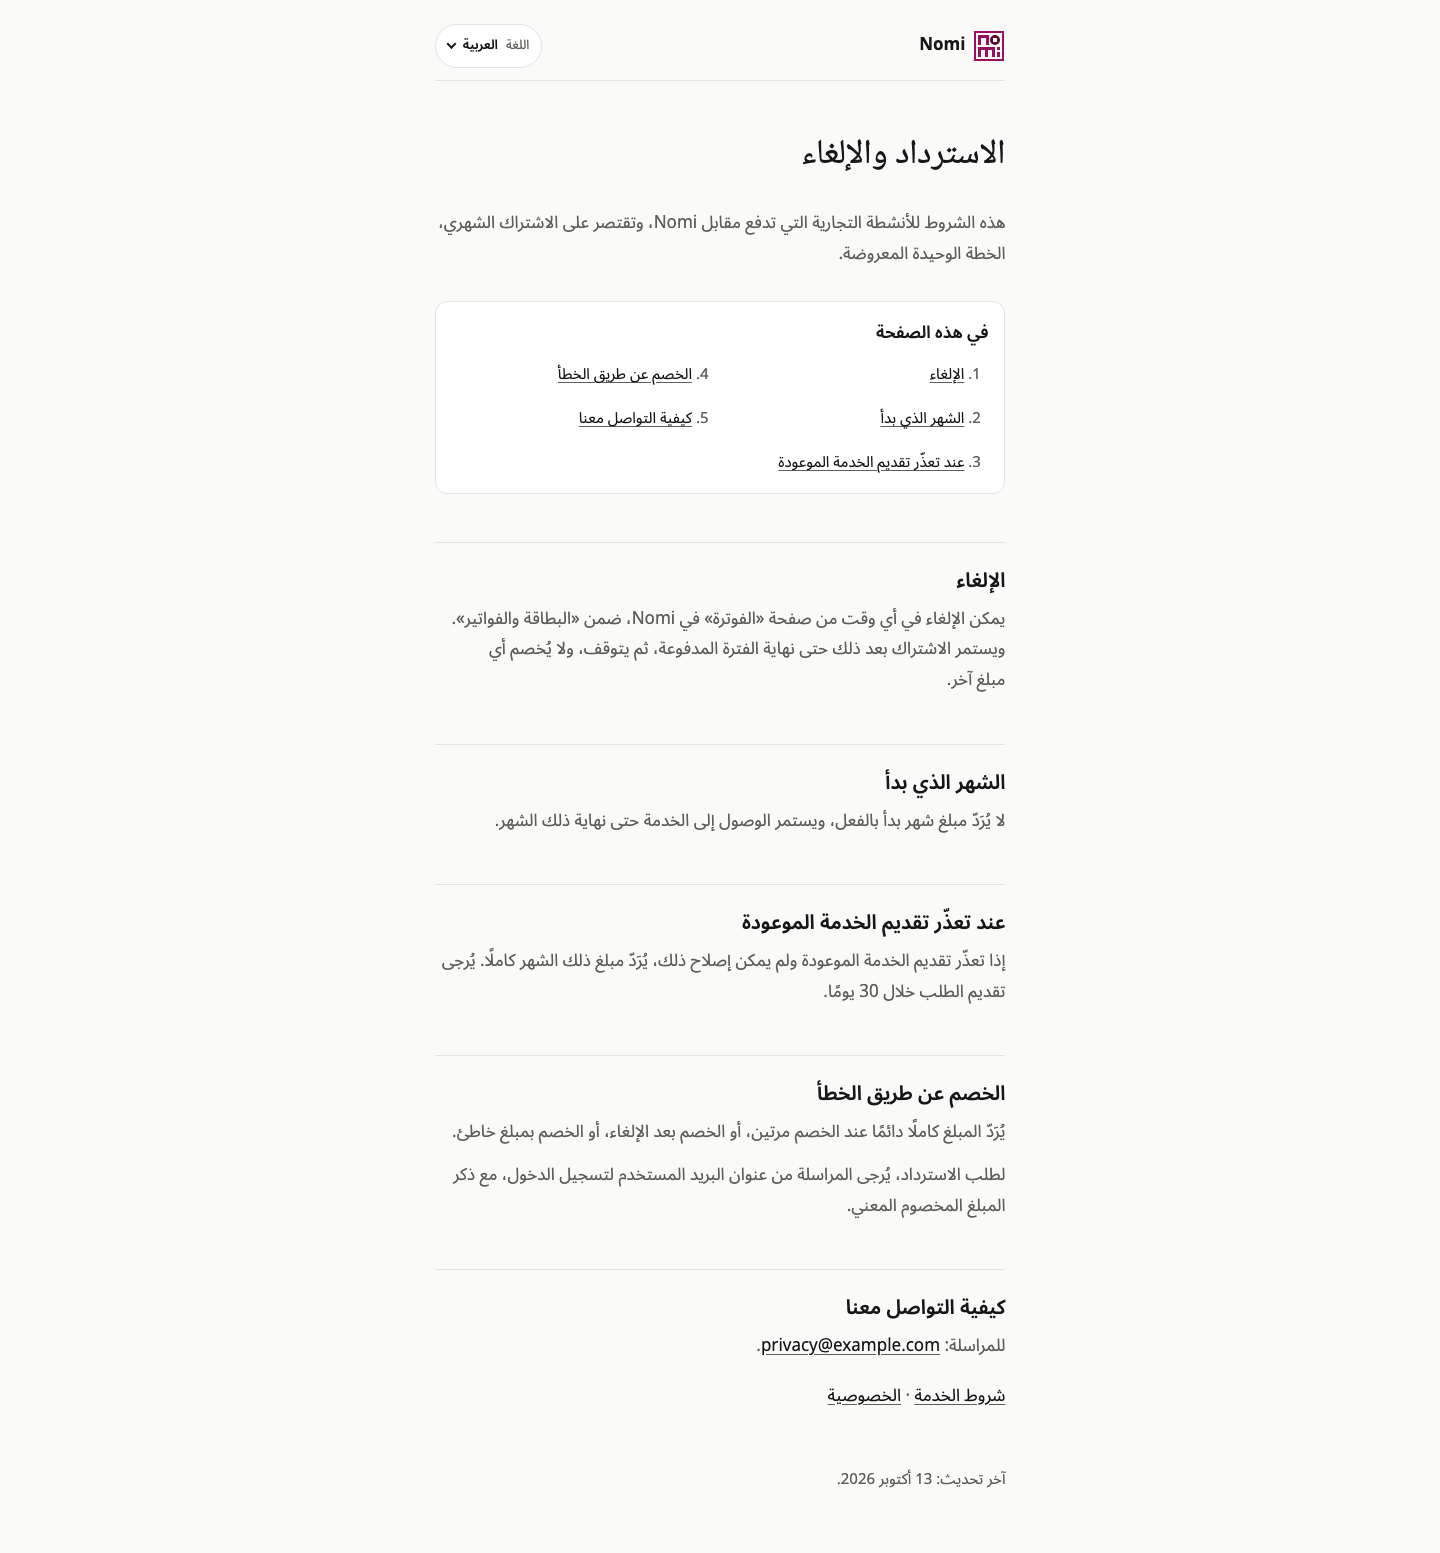 Nomi
اللغة العربية
الاسترداد والإلغاء
هذه الشروط للأنشطة التجارية التي تدفع مقابل Nomi، وتقتصر على الاشتراك الشهري،
الخطة الوحيدة المعروضة.
في هذه الصفحة
1. الإلغاء
2. الشهر الذي بدأ
3. عند تعذّر تقديم الخدمة الموعودة
4. الخصم عن طريق الخطأ
5. كيفية التواصل معنا
الإلغاء
يمكن الإلغاء في أي وقت من صفحة «الفوترة» في Nomi، ضمن «البطاقة والفواتير».
ويستمر الاشتراك بعد ذلك حتى نهاية الفترة المدفوعة، ثم يتوقف، ولا يُخصم أي
مبلغ آخر.
الشهر الذي بدأ
لا يُرَدّ مبلغ شهر بدأ بالفعل، ويستمر الوصول إلى الخدمة حتى نهاية ذلك الشهر.
عند تعذّر تقديم الخدمة الموعودة
إذا تعذّر تقديم الخدمة الموعودة ولم يمكن إصلاح ذلك، يُرَدّ مبلغ ذلك الشهر كاملًا. يُرجى
تقديم الطلب خلال 30 يومًا.
الخصم عن طريق الخطأ
يُرَدّ المبلغ كاملًا دائمًا عند الخصم مرتين، أو الخصم بعد الإلغاء، أو الخصم بمبلغ خاطئ.
لطلب الاسترداد، يُرجى المراسلة من عنوان البريد المستخدم لتسجيل الدخول، مع ذكر
المبلغ المخصوم المعني.
كيفية التواصل معنا
للمراسلة: privacy@example.com.
شروط الخدمة · الخصوصية
آخر تحديث: 13 أكتوبر 2026.